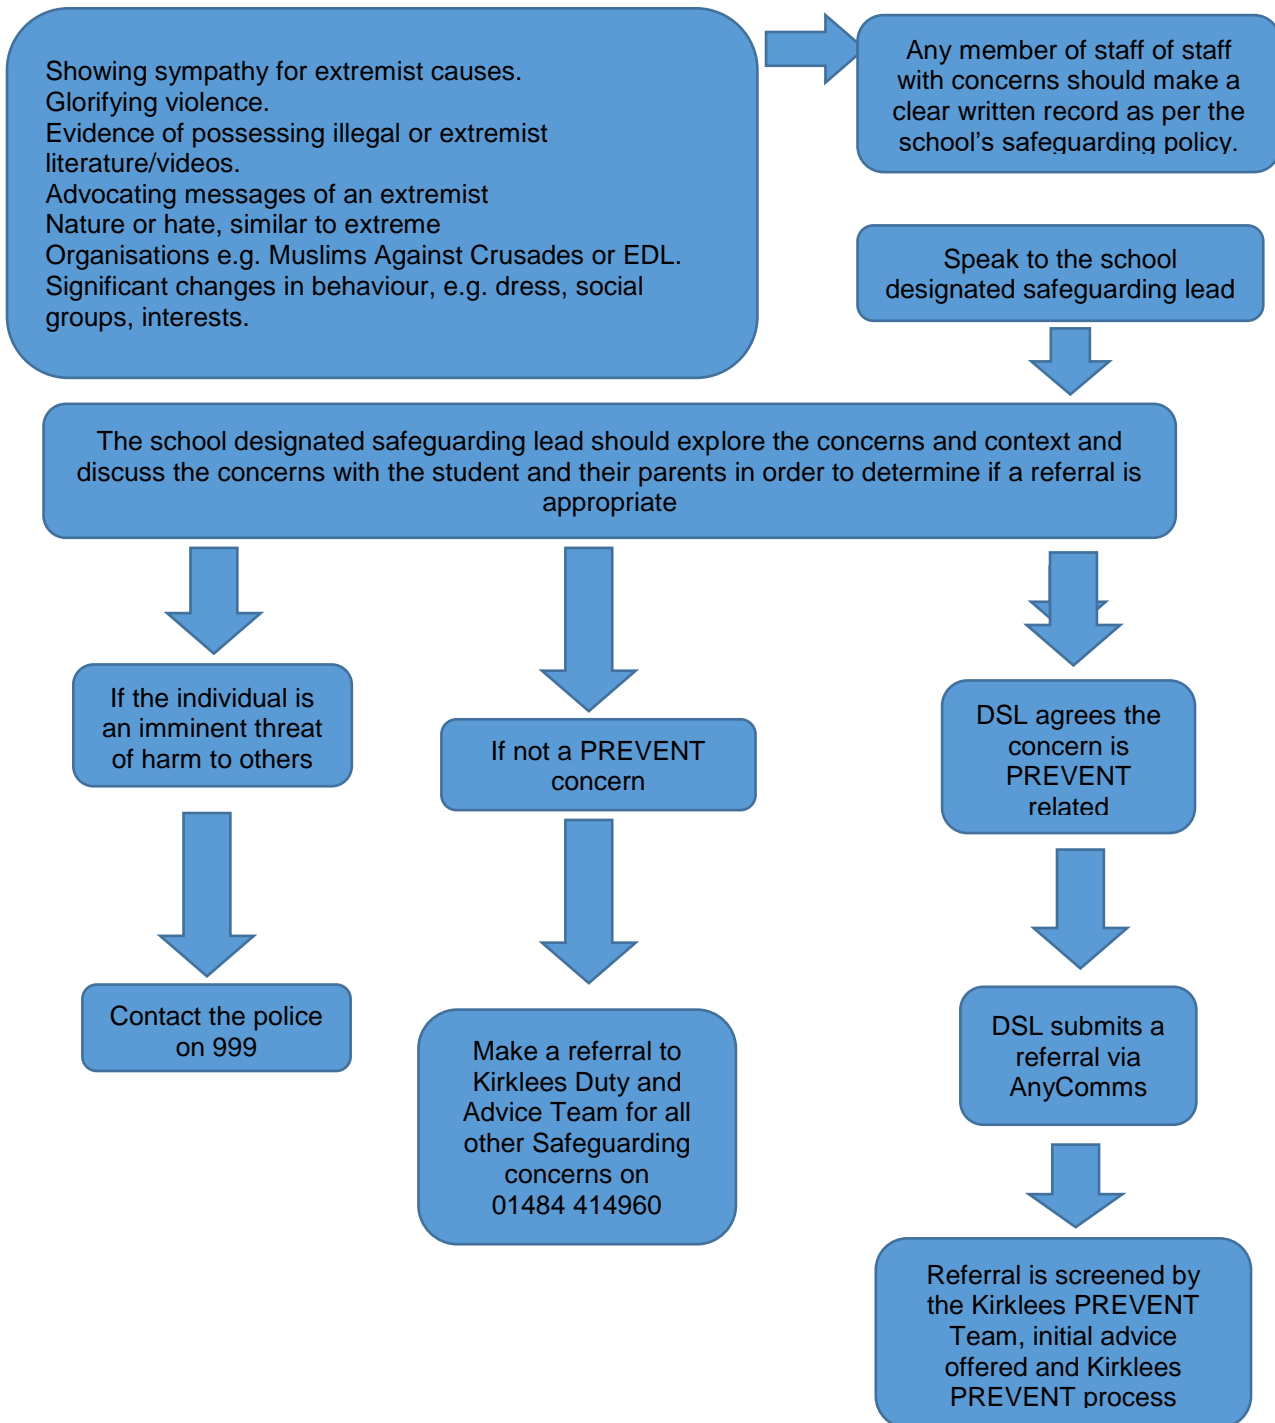 Showing sympathy for extremist causes.
Glorifying violence.
Evidence of possessing illegal or extremist
literature/videos.
Advocating messages of an extremist
Nature or hate, similar to extreme
Organisations e.g. Muslims Against Crusades or EDL.
Significant changes in behaviour, e.g. dress, social
groups, interests.
Any member of staff of staff
with concerns should make a
clear written record as per the
school’s safeguarding policy.
Speak to the school
designated safeguarding lead
The school designated safeguarding lead should explore the concerns and context and
discuss the concerns with the student and their parents in order to determine if a referral is
appropriate
If the individual is
an imminent threat
of harm to others
Contact the police
on 999
If not a PREVENT
concern
Make a referral to
Kirklees Duty and
Advice Team for all
other Safeguarding
concerns on
01484 414960
DSL agrees the
concern is
PREVENT
related
DSL submits a
referral via
AnyComms
Referral is screened by
the Kirklees PREVENT
Team, initial advice
offered and Kirklees
PREVENT process